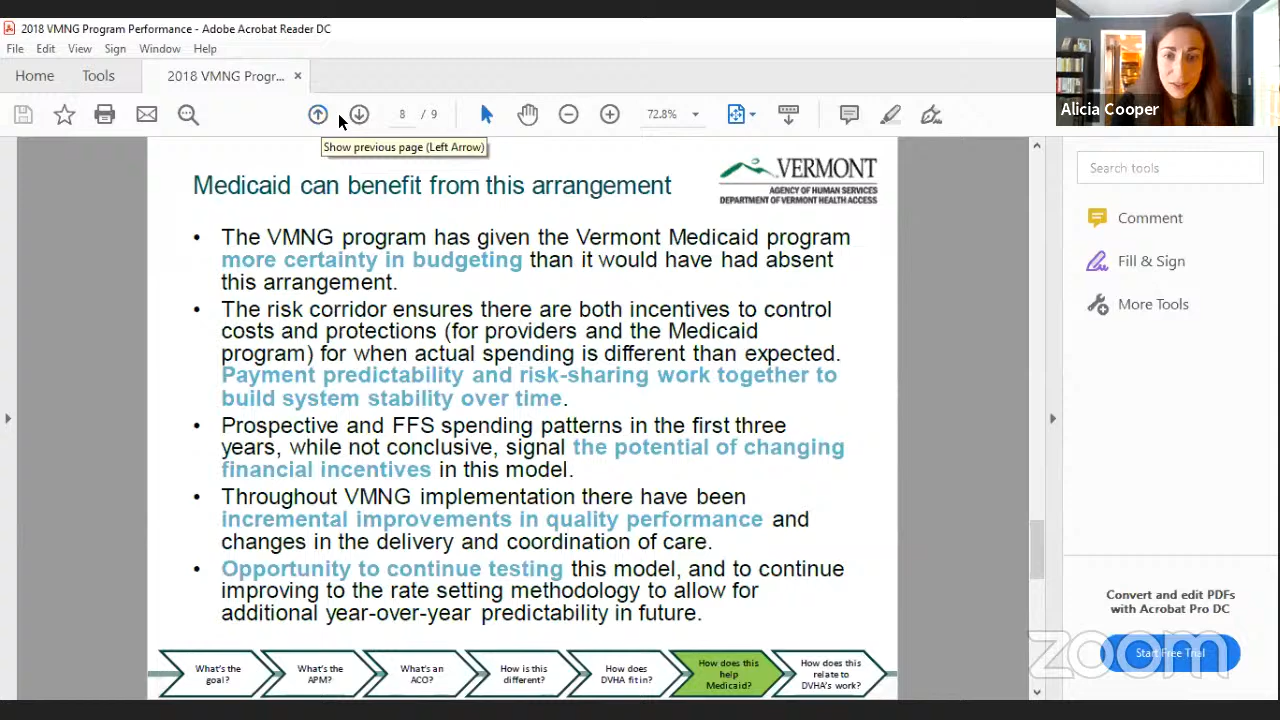 2018 VMNG Program Performance - Adobe Acrobat Reader DC
File Edit View Sign Window Help
Home Tools 2018 VMNG Progr... ×
8 / 9 72.8%
Show previous page (Left Arrow)
Alicia Cooper
Medicaid can benefit from this arrangement
VERMONT
AGENCY OF HUMAN SERVICES
DEPARTMENT OF VERMONT HEALTH ACCESS
• The VMNG program has given the Vermont Medicaid program
more certainty in budgeting than it would have had absent
this arrangement.
• The risk corridor ensures there are both incentives to control
costs and protections (for providers and the Medicaid
program) for when actual spending is different than expected.
Payment predictability and risk-sharing work together to
build system stability over time.
• Prospective and FFS spending patterns in the first three
years, while not conclusive, signal the potential of changing
financial incentives in this model.
• Throughout VMNG implementation there have been
incremental improvements in quality performance and
changes in the delivery and coordination of care.
• Opportunity to continue testing this model, and to continue
improving to the rate setting methodology to allow for
additional year-over-year predictability in future.
What's the
goal?
What's the
APM?
What's an
ACO?
How is this
different?
How does
DVHA fit in?
How does this
help
Medicaid?
How does this
relate to
DVHA's work?
Search tools
Comment
Fill & Sign
More Tools
Convert and edit PDFs
with Acrobat Pro DC
Start Free Trial
zoom